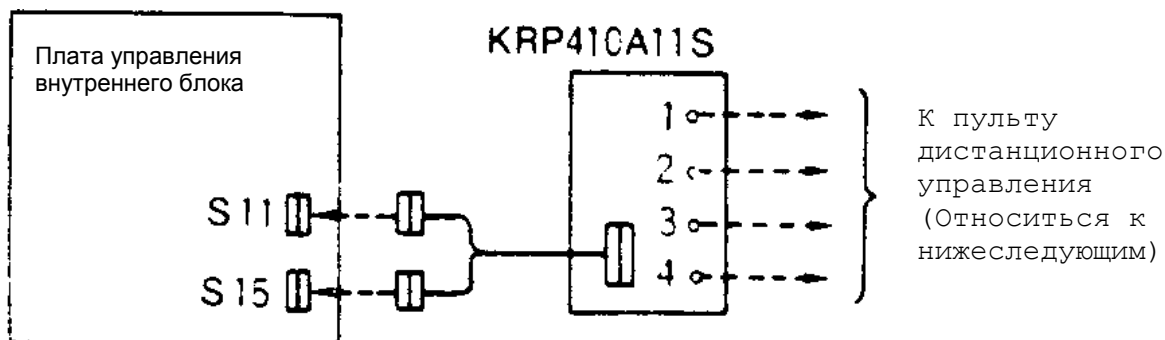 Плата управления
внутреннего блока
KRP410A11S
1
2
3
4
S11
S15
К пульту
дистанционного
управления
(Относиться к
нижеследующим)